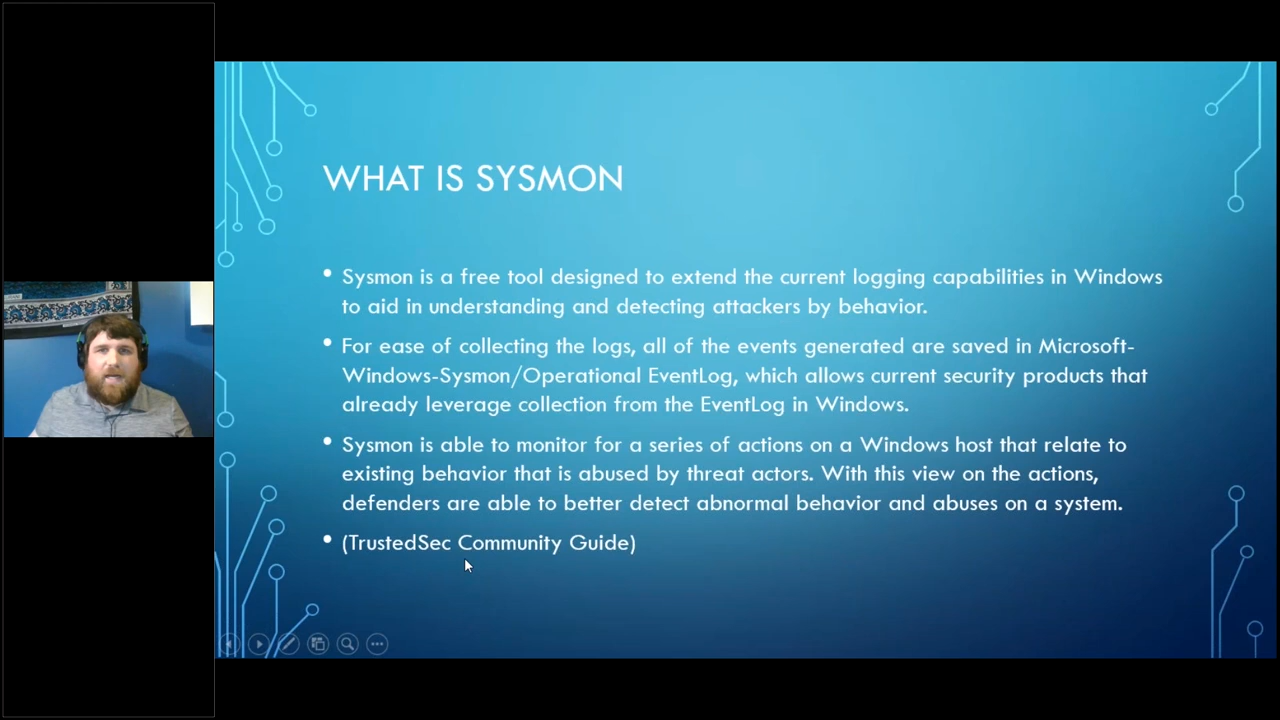 WHAT IS SYSMON
• Sysmon is a free tool designed to extend the current logging capabilities in Windows
to aid in understanding and detecting attackers by behavior.
• For ease of collecting the logs, all of the events generated are saved in Microsoft-
Windows-Sysmon/Operational EventLog, which allows current security products that
already leverage collection from the EventLog in Windows.
• Sysmon is able to monitor for a series of actions on a Windows host that relate to
existing behavior that is abused by threat actors. With this view on the actions,
defenders are able to better detect abnormal behavior and abuses on a system.
• (TrustedSec Community Guide)